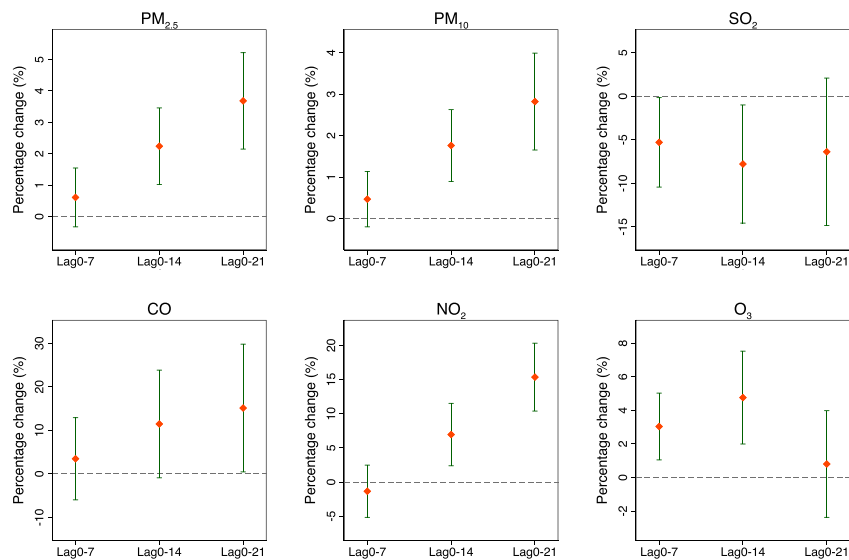 PM2.5
Percentage change (%)
5
4
3
2
1
0
Lag0-7 Lag0-14 Lag0-21
PM10
Percentage change (%)
4
3
2
1
0
Lag0-7 Lag0-14 Lag0-21
SO2
Percentage change (%)
5
0
-5
-10
-15
Lag0-7 Lag0-14 Lag0-21
CO
Percentage change (%)
30
20
10
0
-10
Lag0-7 Lag0-14 Lag0-21
NO2
Percentage change (%)
20
15
10
5
0
-5
Lag0-7 Lag0-14 Lag0-21
O3
Percentage change (%)
8
6
4
2
0
-2
Lag0-7 Lag0-14 Lag0-21